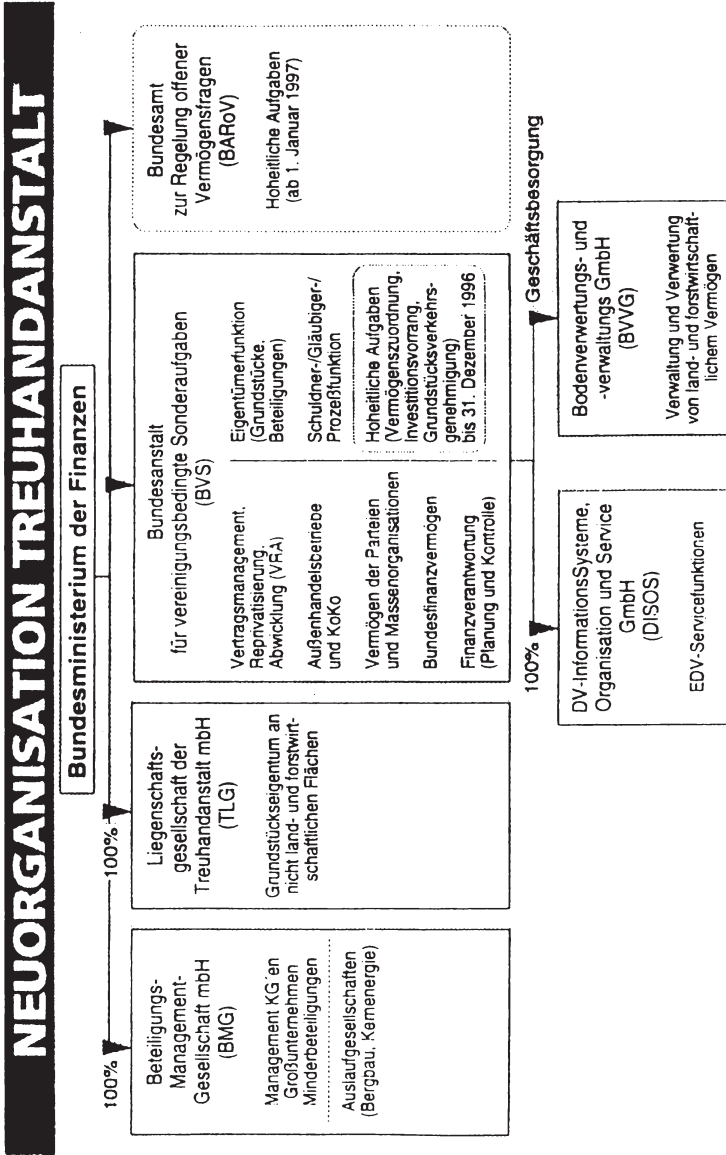 NEUORGANISATION TREUHANDANSTALT
Bundesministerium der Finanzen
100%
100%
Beteiligungs-
Management-
Gesellschaft mbH
(BMG)
Management KG'en
Großunternehmen
Minderbeteiligungen
Auslaufgesellschaften
(Bergbau, Kernenergie)
Liegenschafts-
gesellschaft der
Treuhandanstalt mbH
(TLG)
Grundstückseigentum an
nicht land- und forstwirt-
schaftlichen Flächen
Bundesanstalt
für vereinigungsbedingte Sonderaufgaben
(BVS)
Vertragsmanagement,
Reprivatisierung,
Abwicklung (VRA)
Außenhandelsbetriebe
und KoKo
Vermögen der Parteien
und Massenorganisationen
Bundesfinanzvermögen
Finanzverantwortung
(Planung und Kontrolle)
Eigentümerfunktion
(Grundstücke,
Beteiligungen)
Schuldner-/Gläubiger-/
Prozeßfunktion
Hoheitliche Aufgaben
(Vermögenszuordnung,
Investitionsvorrang,
Grundstücksverkehrs-
genehmigung)
bis 31. Dezember 1996
Bundesamt
zur Regelung offener
Vermögensfragen
(BARoV)
Hoheitliche Aufgaben
(ab 1. Januar 1997)
100%
Geschäftsbesorgung
DV-InformationsSysteme,
Organisation und Service
GmbH
(DISOS)
EDV-Servicefunktionen
Bodenverwertungs- und
-verwaltungs GmbH
(BVVG)
Verwaltung und Verwertung
von land- und forstwirtschaft-
lichem Vermögen